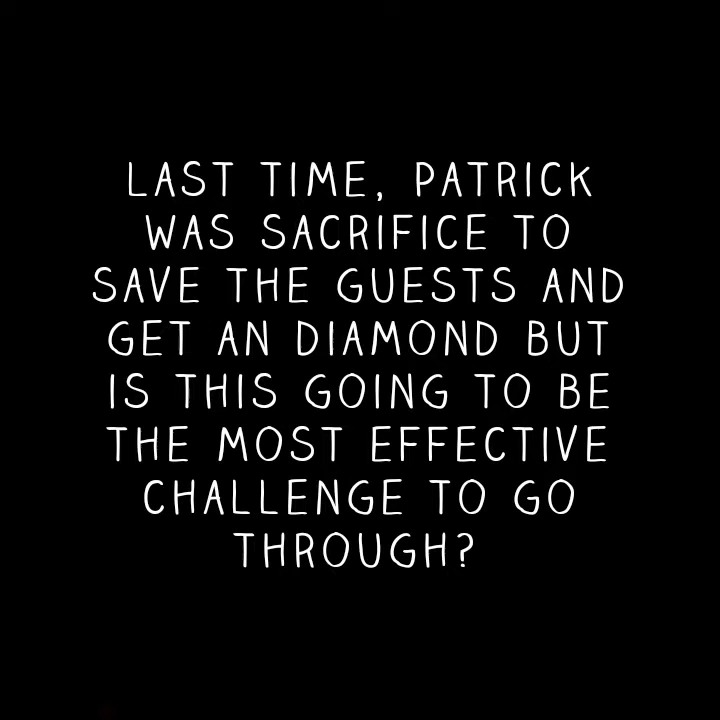 LAST TIME, PATRICK
WAS SACRIFICE TO
SAVE THE GUESTS AND
GET AN DIAMOND BUT
IS THIS GOING TO BE
THE MOST EFFECTIVE
CHALLENGE TO GO
THROUGH?